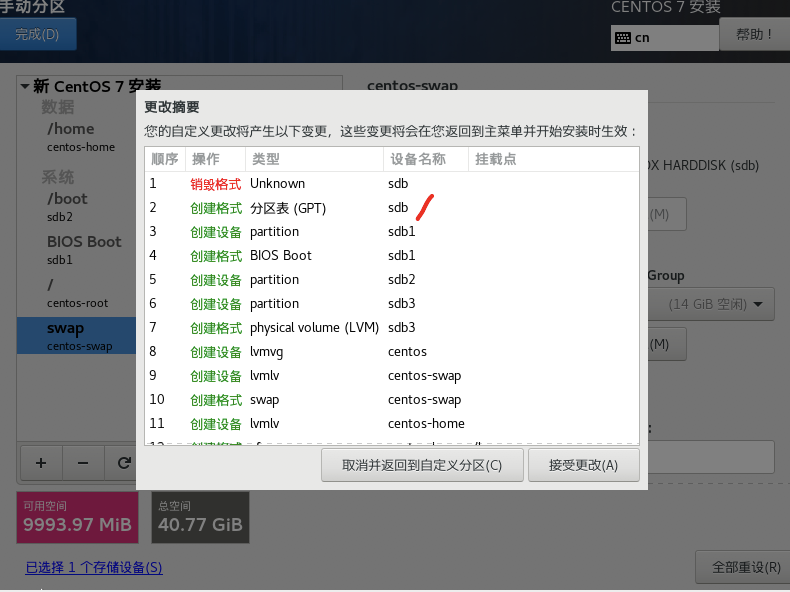 手动分区
CENTOS 7 安装
完成(D)
cn
帮助！
新 CentOS 7 安装
centos-swap
数据
/home
centos-home
系统
/boot
sdb2
BIOS Boot
sdb1
/
centos-root
swap
centos-swap
更改摘要
您的自定义更改将产生以下变更，这些变更将会在您返回到主菜单并开始安装时生效：
顺序 操作 类型 设备名称 挂载点
1 销毁格式 Unknown sdb
2 创建格式 分区表 (GPT) sdb
3 创建设备 partition sdb1
4 创建格式 BIOS Boot sdb1
5 创建设备 partition sdb2
6 创建设备 partition sdb3
7 创建格式 physical volume (LVM) sdb3
8 创建设备 lvmvg centos
9 创建设备 lvmlv centos-swap
10 创建格式 swap centos-swap
11 创建设备 lvmlv centos-home
取消并返回到自定义分区(C)
接受更改(A)
OX HARDDISK (sdb)
(M)
Group
(14 GiB 空闲)
(M)
:
+ −
可用空间
9993.97 MiB
总空间
40.77 GiB
已选择 1 个存储设备(S)
全部重设(R)